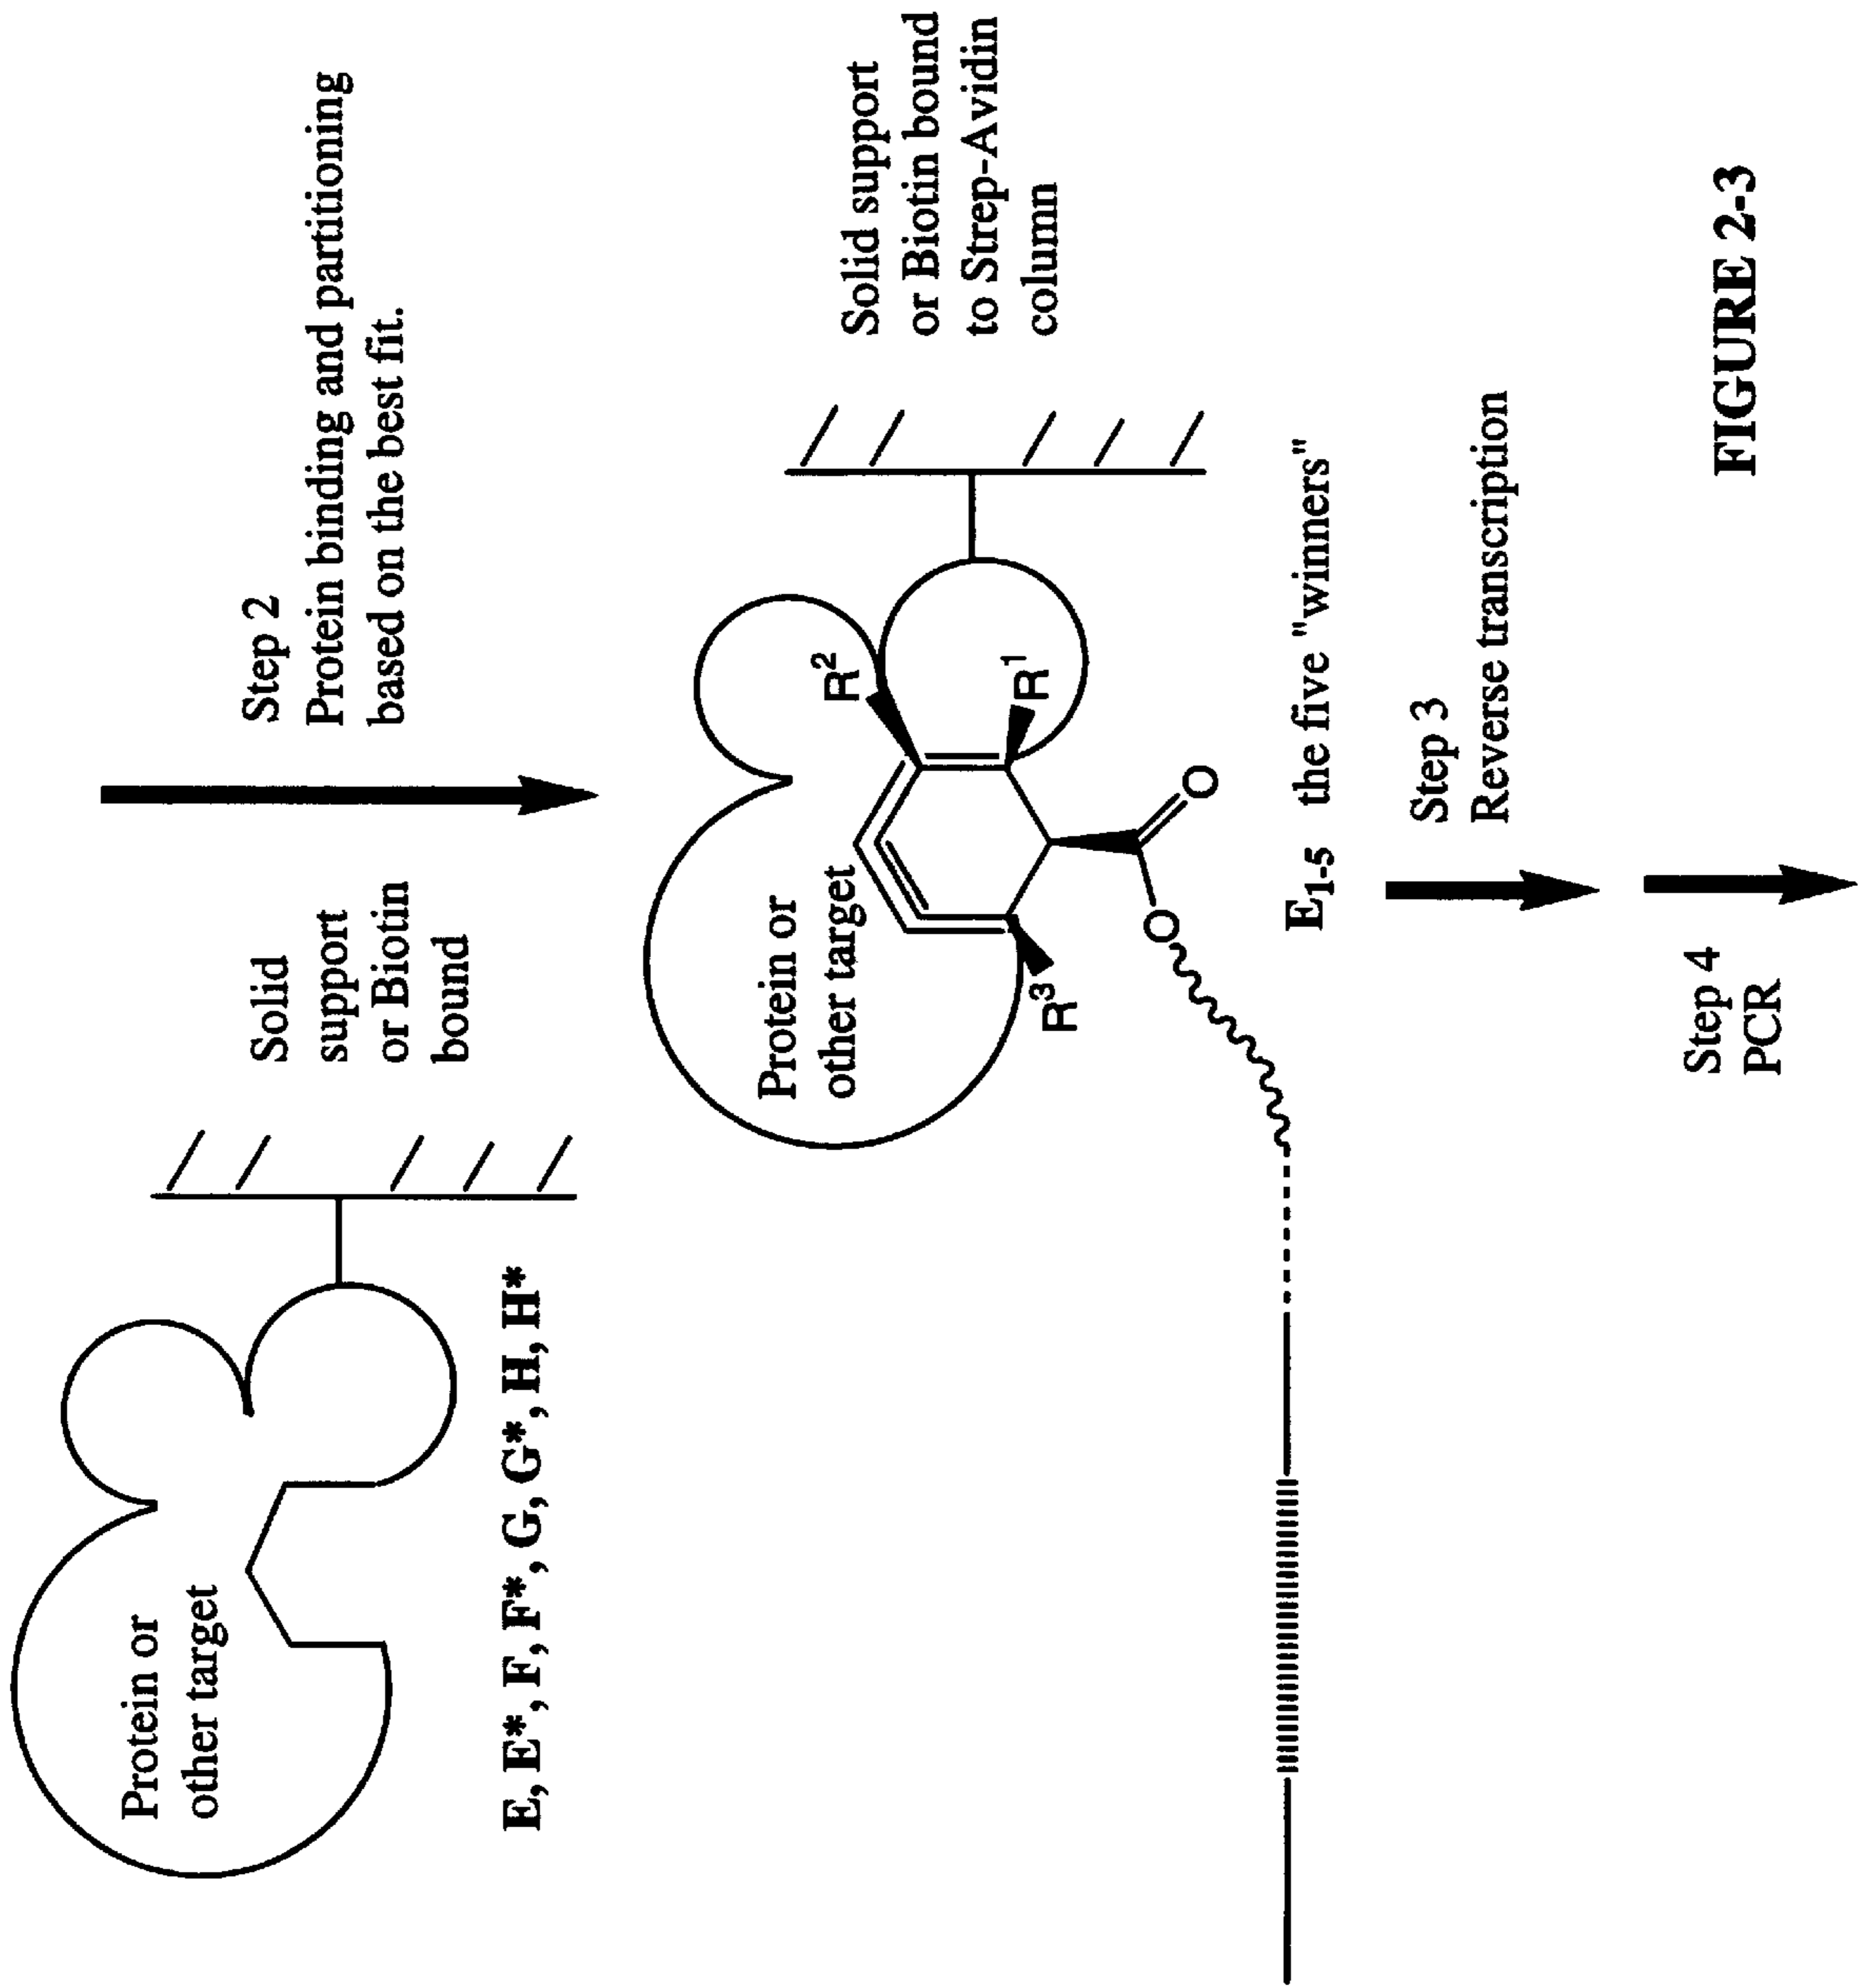 Protein or
other target
Solid
support
or Biotin
bound
E, E*, F, F*, G, G*, H, H*
Step 2
Protein binding and partitioning
based on the best fit.
Protein or
other target
R²
R¹
R³
O
O
Solid support
or Biotin bound
to Strep-Avidin
column
E₁₋₅ the five "winners"
Step 3
Reverse transcription
Step 4
PCR
FIGURE 2-3